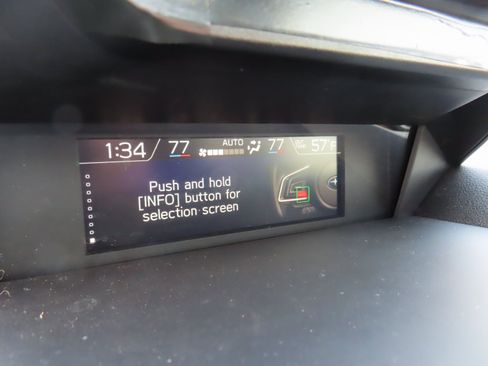 1:34 77 AUTO 77 57°F
Push and hold
[INFO] button for
selection screen